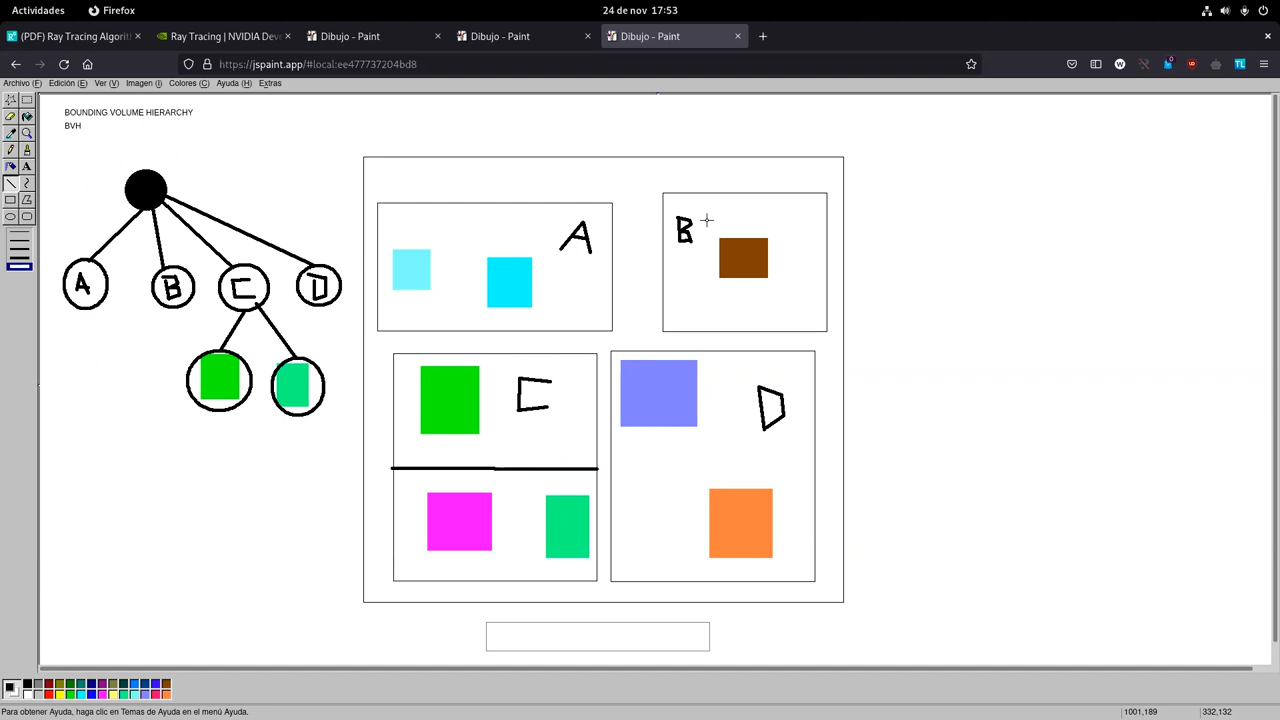 Actividades
Firefox
24 de nov 17:53
(PDF) Ray Tracing Algorit
Ray Tracing | NVIDIA Devel
Dibujo - Paint
Dibujo - Paint
Dibujo - Paint
https://jspaint.app/#local:ee477737204bd8
Archivo (F) Edición (E) Ver (V) Imagen (I) Colores (C) Ayuda (H) Extras
BOUNDING VOLUME HIERARCHY
BVH
A B C D
A
B
C
D
Para obtener Ayuda, haga clic en Temas de Ayuda en el menú Ayuda.
1001,189
332,132